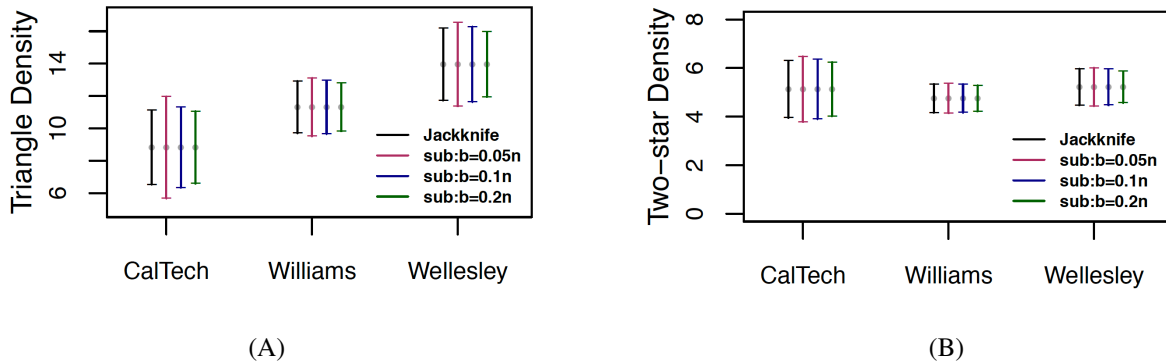 Triangle Density
14
10
6
Jackknife
sub:b=0.05n
sub:b=0.1n
sub:b=0.2n
CalTech Williams Wellesley
(A)
Two−star Density
8
6
4
2
0
Jackknife
sub:b=0.05n
sub:b=0.1n
sub:b=0.2n
CalTech Williams Wellesley
(B)